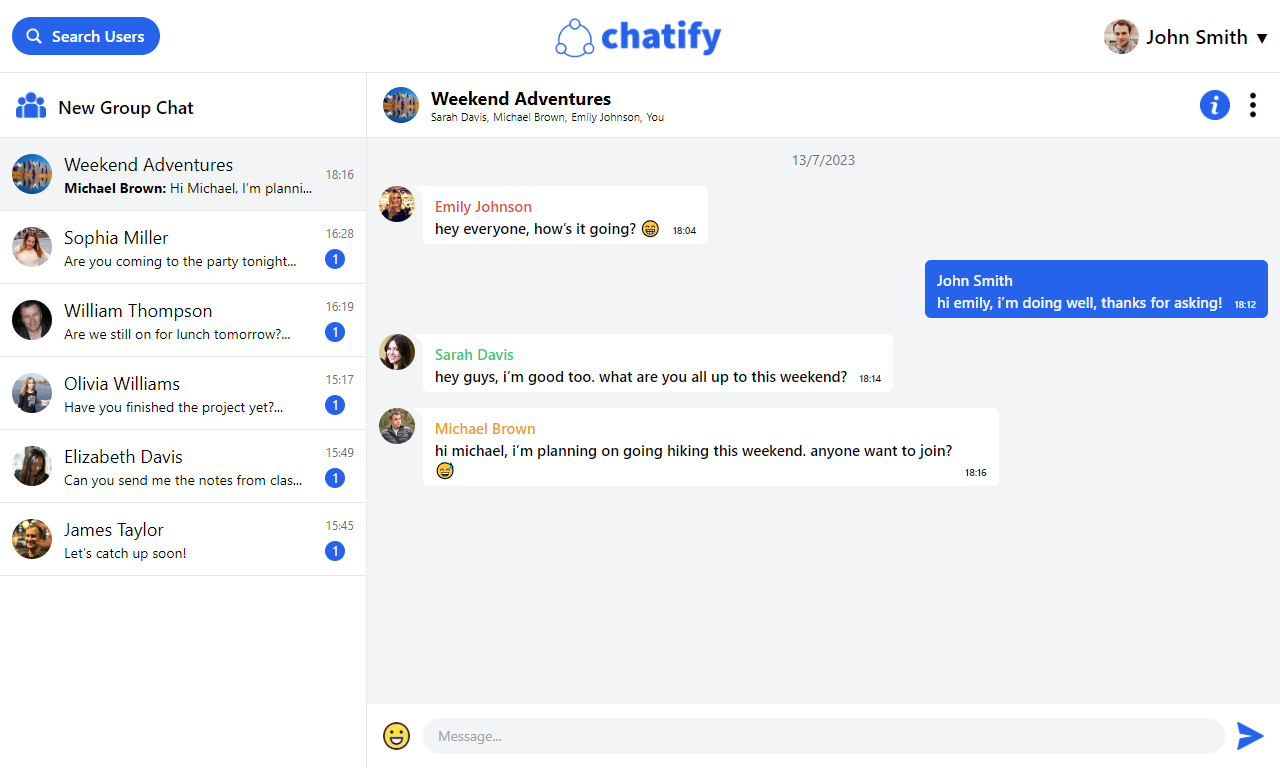 Search Users
chatify
John Smith ▼
New Group Chat
Weekend Adventures
18:16
Michael Brown: Hi Michael, I'm planni...
Sophia Miller
16:28
Are you coming to the party tonight...
1
William Thompson
16:19
Are we still on for lunch tomorrow?...
1
Olivia Williams
15:17
Have you finished the project yet?...
1
Elizabeth Davis
15:49
Can you send me the notes from clas...
1
James Taylor
15:45
Let's catch up soon!
1
Weekend Adventures
Sarah Davis, Michael Brown, Emily Johnson, You
13/7/2023
Emily Johnson
hey everyone, how's it going? 😁 18:04
John Smith
hi emily, i'm doing well, thanks for asking! 18:12
Sarah Davis
hey guys, i'm good too. what are you all up to this weekend? 18:14
Michael Brown
hi michael, i'm planning on going hiking this weekend. anyone want to join?
😅 18:16
Message...